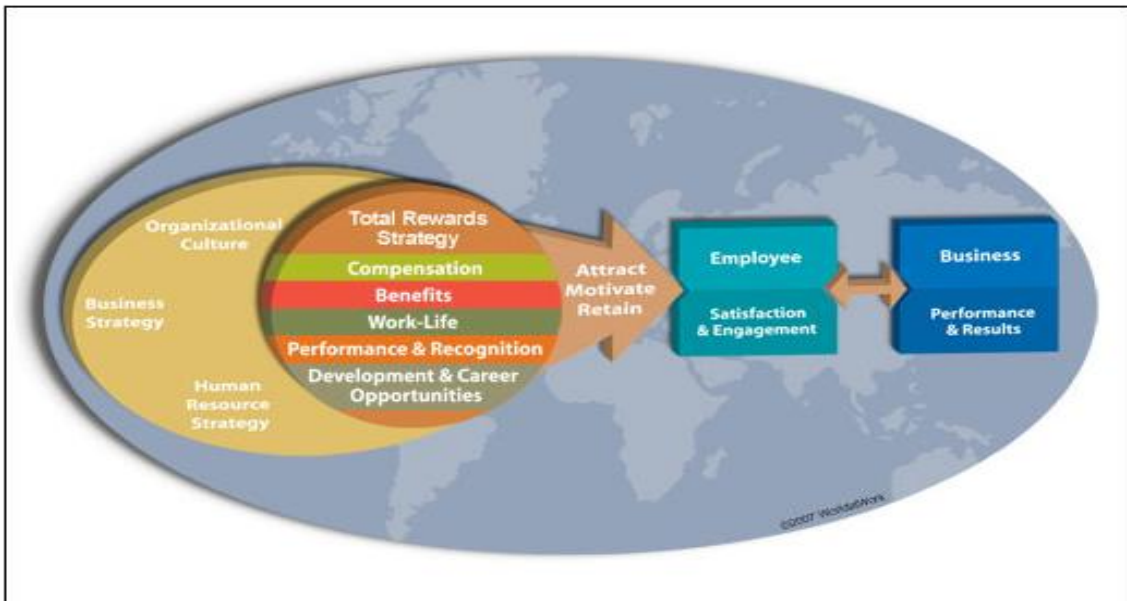 Organizational
Culture
Business
Strategy
Human
Resource
Strategy
Total Rewards
Strategy
Compensation
Benefits
Work-Life
Performance & Recognition
Development & Career
Opportunities
Attract
Motivate
Retain
Employee
Satisfaction
& Engagement
Business
Performance
& Results
©2007 WorldatWork